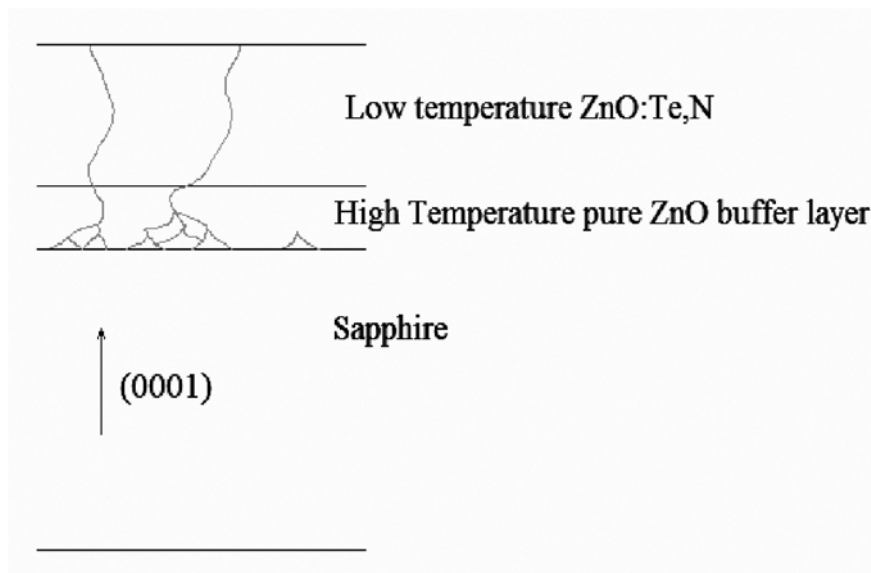 Low temperature ZnO:Te,N
High Temperature pure ZnO buffer layer
Sapphire
(0001)